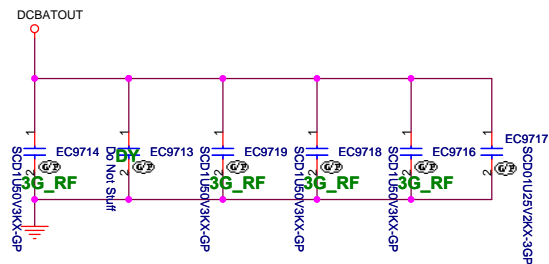 DCBATOUT
1
2
EC9714
SCD1U50V3KX-GP
G/P
3G_RF
1
2
EC9713
Do Not Stuff
DY
G/P
1
2
EC9719
SCD1U50V3KX-GP
G/P
3G_RF
1
2
EC9718
SCD1U50V3KX-GP
G/P
3G_RF
1
2
EC9716
SCD1U50V3KX-GP
G/P
3G_RF
1
2
EC9717
SCD01U25V2KX-3GP
G/P